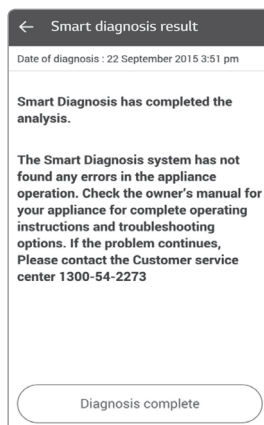 ← Smart diagnosis result
Date of diagnosis : 22 September 2015 3:51 pm
Smart Diagnosis has completed the
analysis.
The Smart Diagnosis system has not
found any errors in the appliance
operation. Check the owner's manual for
your appliance for complete operating
instructions and troubleshooting
options. If the problem continues,
Please contact the Customer service
center 1300-54-2273
Diagnosis complete